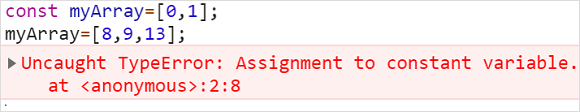 const myArray=[0,1];
myArray=[8,9,13];
Uncaught TypeError: Assignment to constant variable.
at <anonymous>:2:8